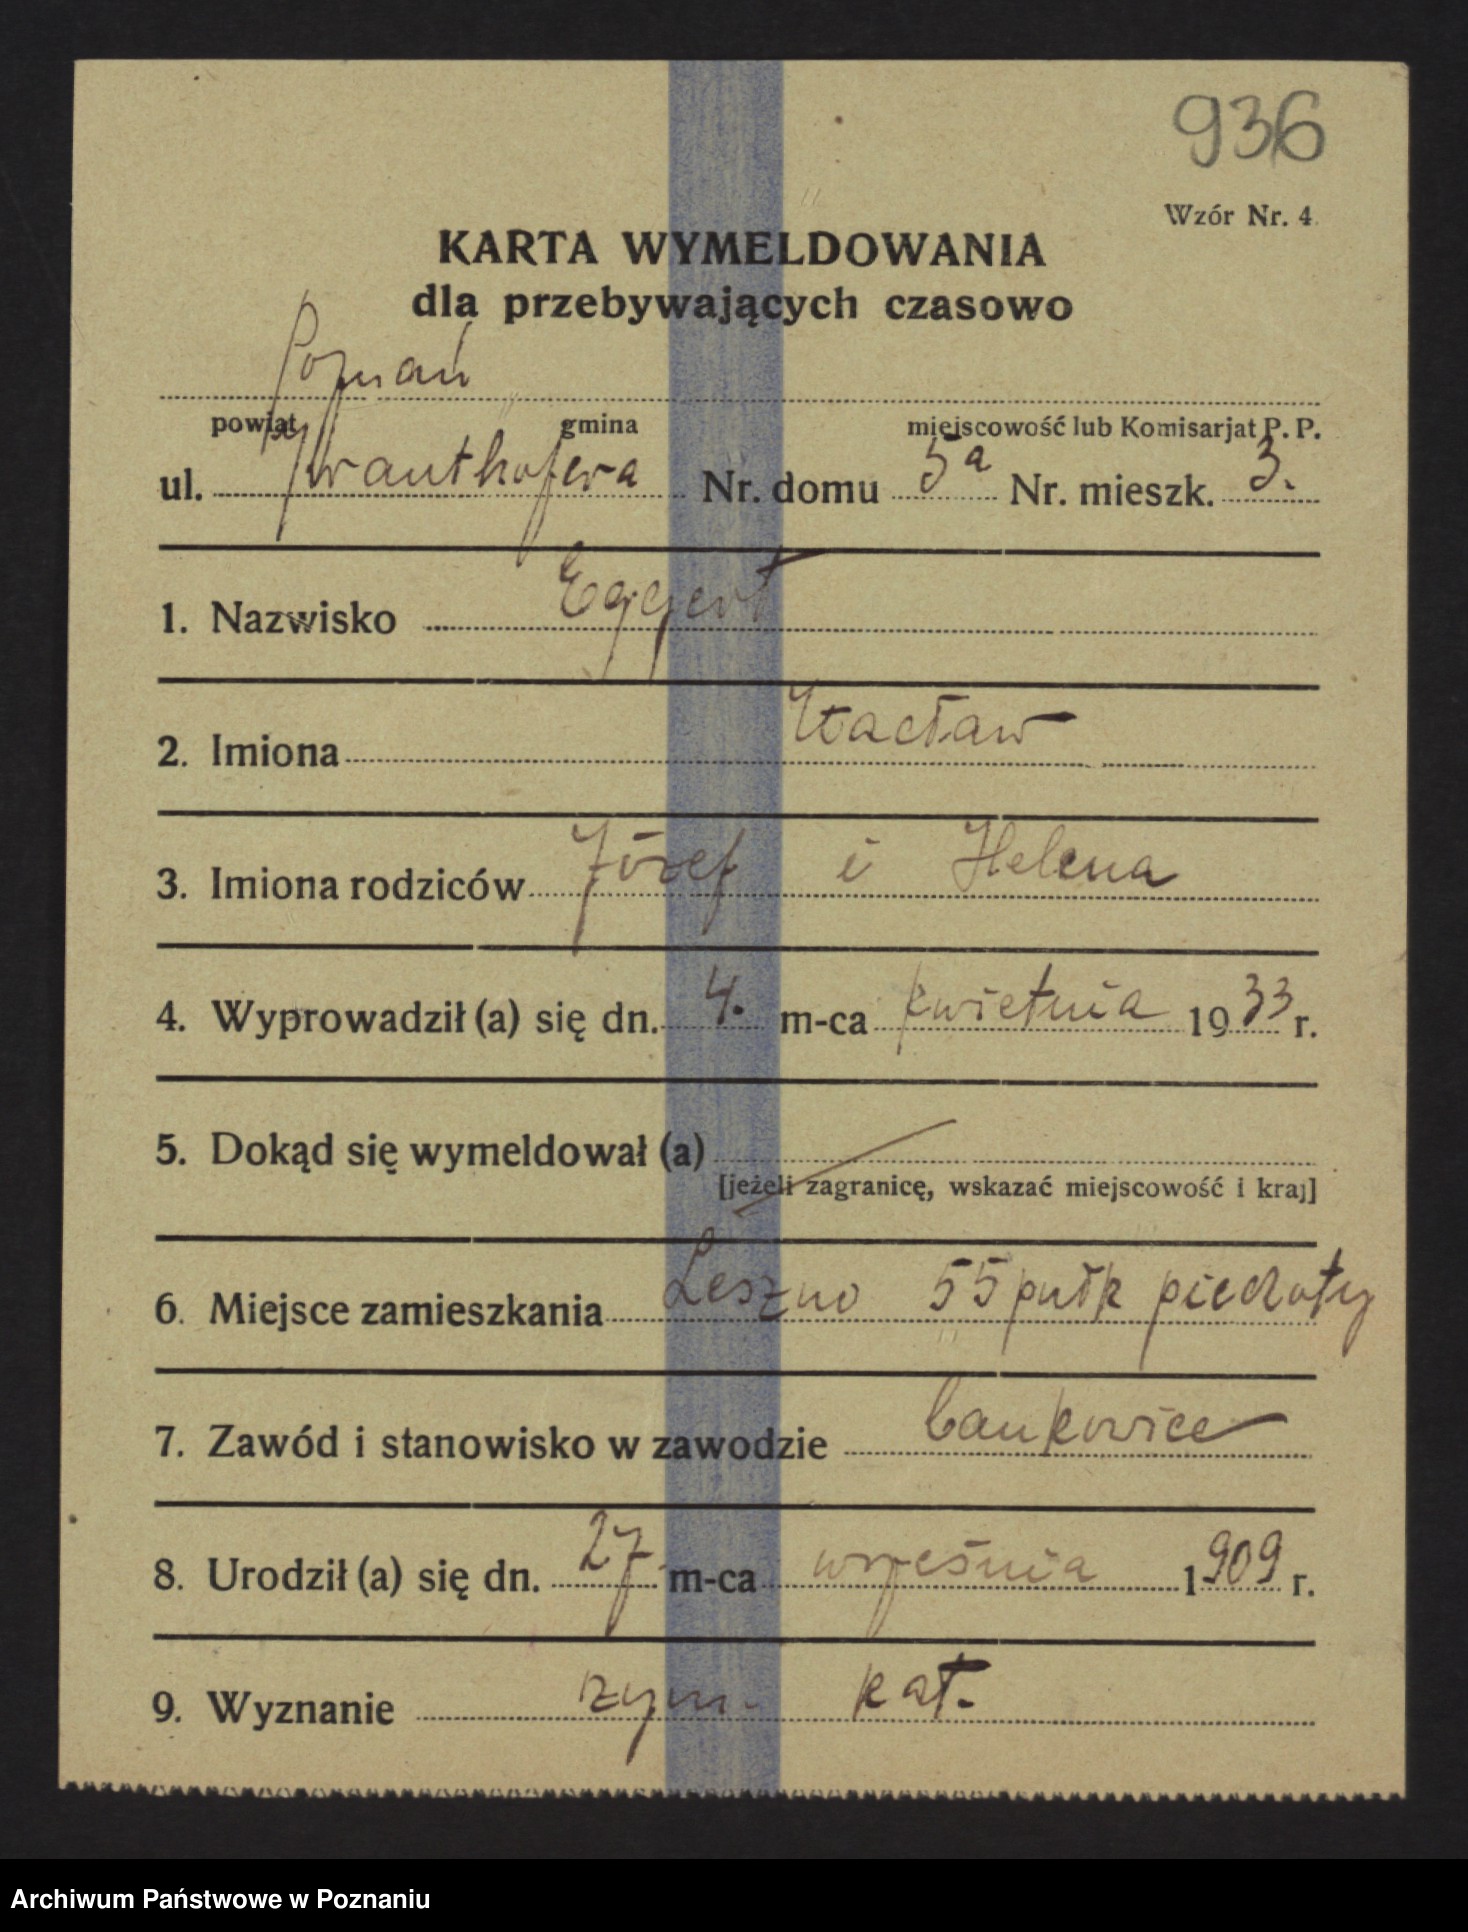 936
Wzór Nr. 4
KARTA WYMELDOWANIA
dla przebywających czasowo
Poznań
powiat gmina miejscowość lub Komisarjat P. P.
ul. Nr. domu 5a Nr. mieszk. 3.
1. Nazwisko Eggert
2. Imiona Wacław
3. Imiona rodziców Józef i Helena
4. Wyprowadził (a) się dn. 4. m-ca kwietnia 1933 r.
5. Dokąd się wymeldował (a)
[jeżeli zagranicę, wskazać miejscowość i kraj]
6. Miejsce zamieszkania Leszno 55 pułk piechoty
7. Zawód i stanowisko w zawodzie bankowiec
8. Urodził (a) się dn. 27 m-ca września 1909 r.
9. Wyznanie rzym. kat.
Archiwum Państwowe w Poznaniu